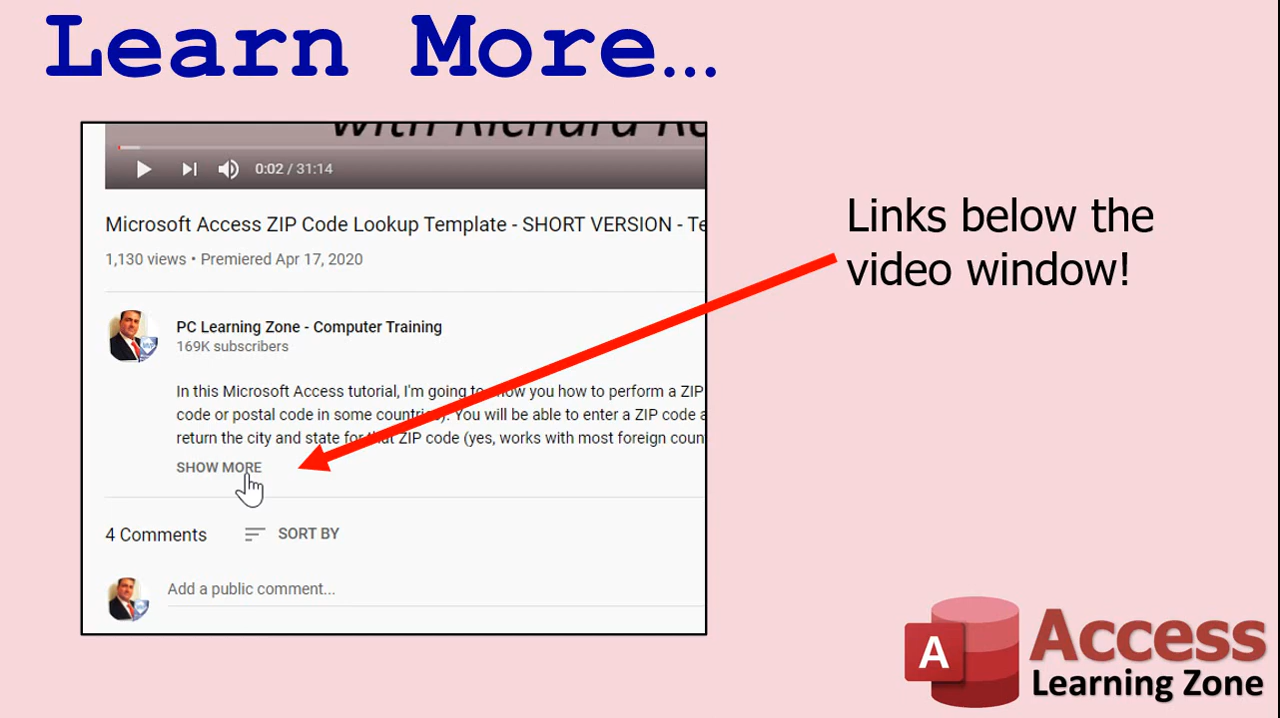 Learn More...
with Richard
0:02 / 31:14
Microsoft Access ZIP Code Lookup Template - SHORT VERSION - Te
1,130 views • Premiered Apr 17, 2020
PC Learning Zone - Computer Training
169K subscribers
In this Microsoft Access tutorial, I'm going to show you how to perform a ZIP
code or postal code in some countries). You will be able to enter a ZIP code a
return the city and state for that ZIP code (yes, works with most foreign coun
SHOW MORE
4 Comments
SORT BY
Add a public comment...
Links below the
video window!
A
Access
Learning Zone